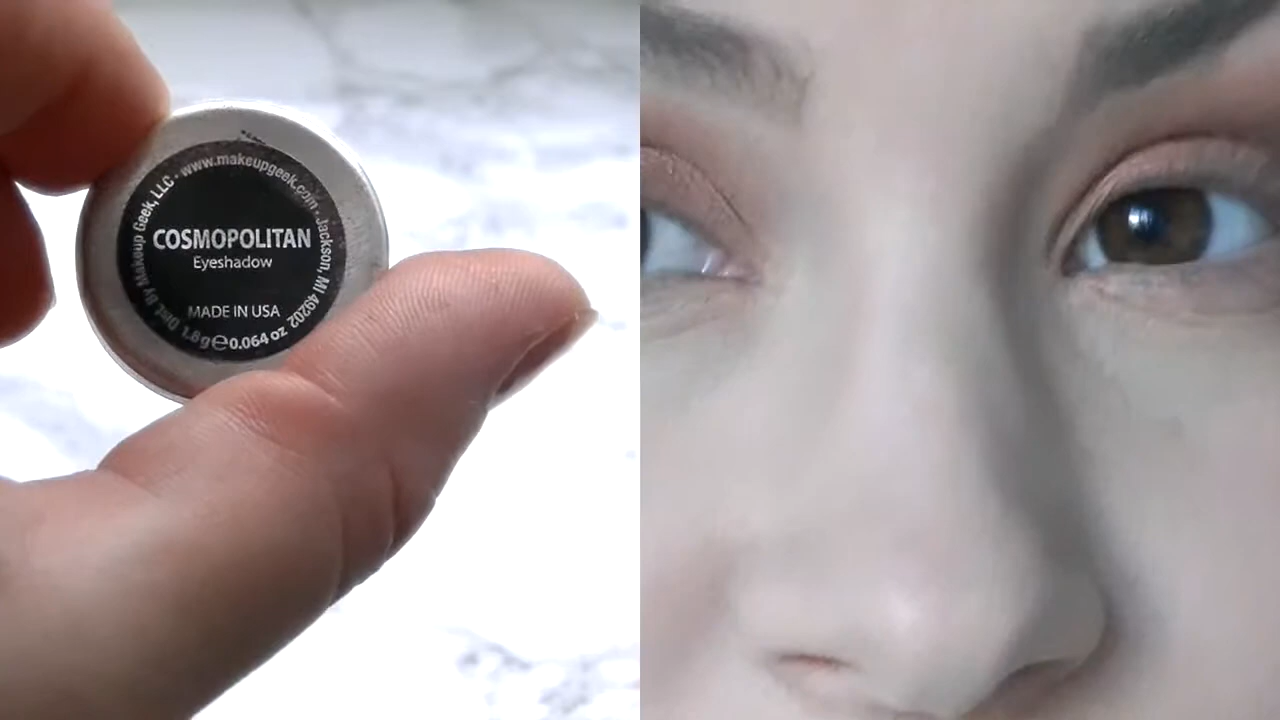 COSMOPOLITAN
Eyeshadow
MADE IN USA
Dist. By Makeup Geek, LLC • www.makeupgeek.com • Jackson, MI 49202
1.8g℮0.064 oz